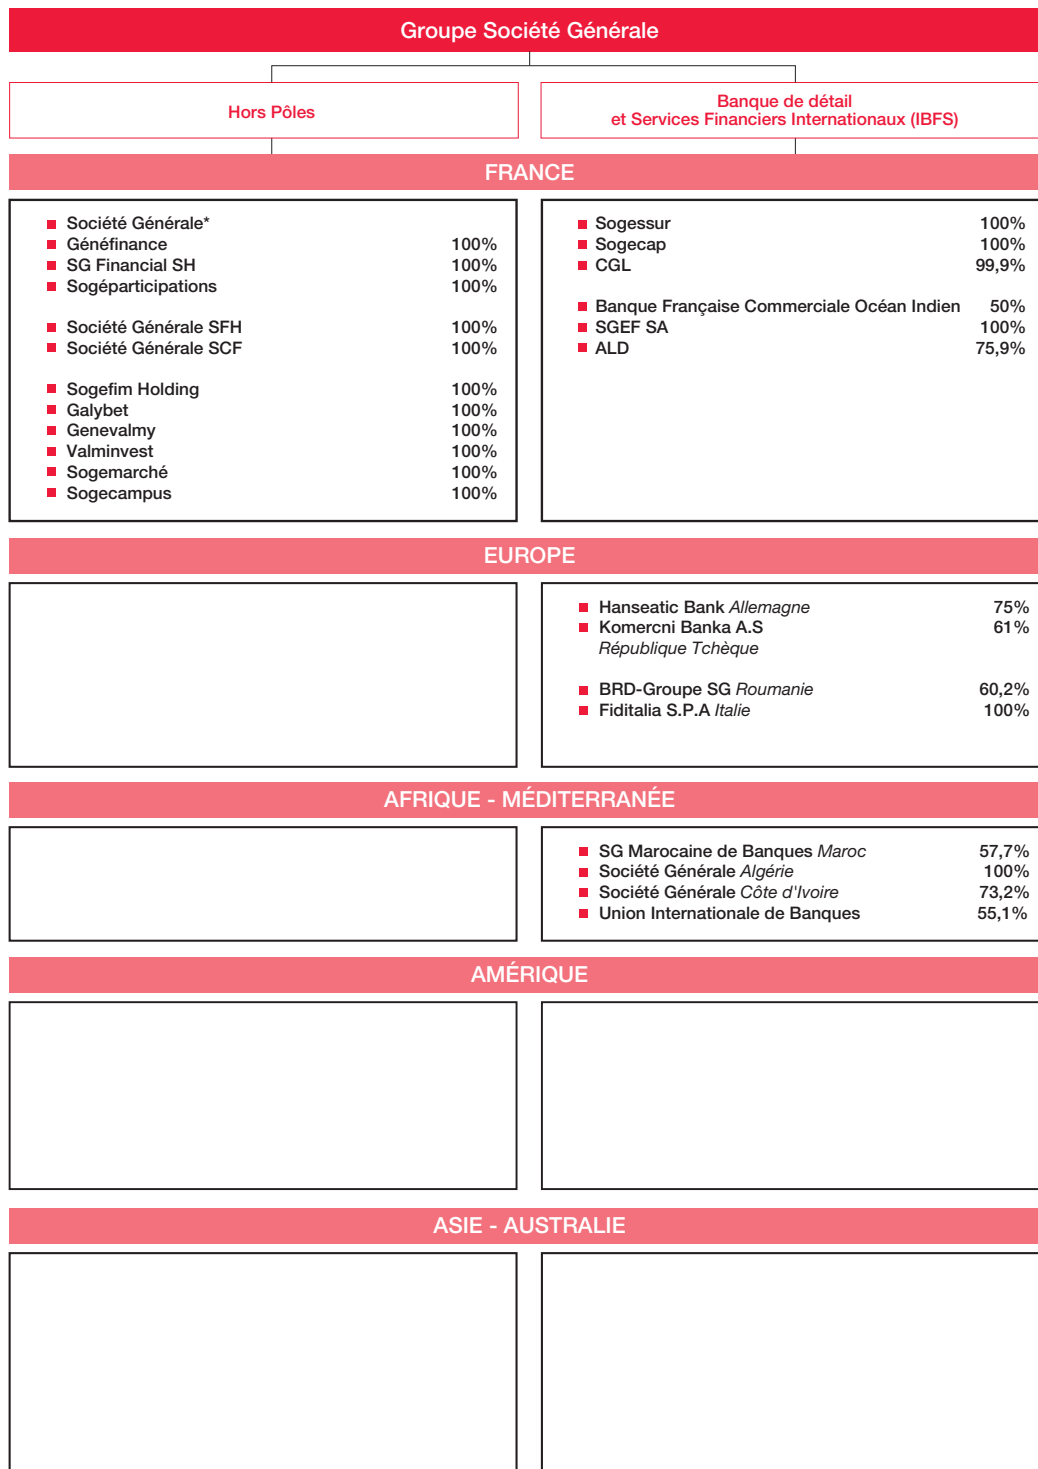 Groupe Société Générale
Hors Pôles
Banque de détail
et Services Financiers Internationaux (IBFS)
FRANCE
Société Générale*
Généfinance 100%
SG Financial SH 100%
Sogéparticipations 100%
Société Générale SFH 100%
Société Générale SCF 100%
Sogefim Holding 100%
Galybet 100%
Genevalmy 100%
Valminvest 100%
Sogemarché 100%
Sogecampus 100%
Sogessur 100%
Sogecap 100%
CGL 99,9%
Banque Française Commerciale Océan Indien 50%
SGEF SA 100%
ALD 75,9%
EUROPE
Hanseatic Bank Allemagne 75%
Komercni Banka A.S 61%
République Tchèque
BRD-Groupe SG Roumanie 60,2%
Fiditalia S.P.A Italie 100%
AFRIQUE - MÉDITERRANÉE
SG Marocaine de Banques Maroc 57,7%
Société Générale Algérie 100%
Société Générale Côte d'Ivoire 73,2%
Union Internationale de Banques 55,1%
AMÉRIQUE
ASIE - AUSTRALIE